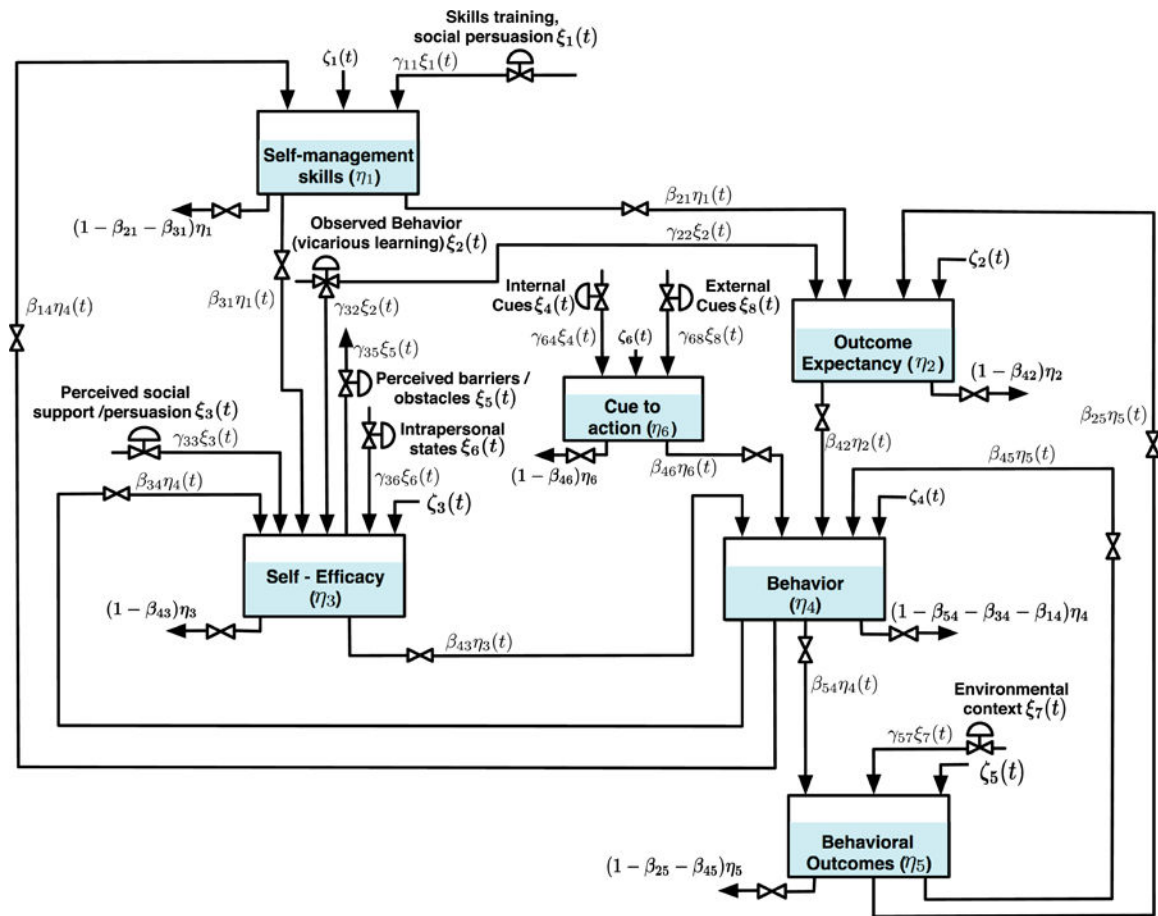 Skills training,
social persuasion ξ₁(t)
ζ₁(t)
γ₁₁ξ₁(t)
Self-management
skills (η₁)
(1 − β₂₁ − β₃₁)η₁
β₂₁η₁(t)
Observed Behavior
(vicarious learning) ξ₂(t)
γ₂₂ξ₂(t)
ζ₂(t)
Internal
Cues ξ₄(t)
External
Cues ξ₈(t)
β₁₄η₄(t)
β₃₁η₁(t)
γ₃₂ξ₂(t)
γ₆₄ξ₄(t)
ζ₆(t)
γ₆₈ξ₈(t)
Outcome
Expectancy (η₂)
γ₃₅ξ₅(t)
Perceived barriers /
obstacles ξ₅(t)
(1 − β₄₂)η₂
Perceived social
support /persuasion ξ₃(t)
Cue to
action (η₆)
β₂₅η₅(t)
γ₃₃ξ₃(t)
Intrapersonal
states ξ₆(t)
β₄₂η₂(t)
β₄₅η₅(t)
(1 − β₄₆)η₆
β₄₆η₆(t)
β₃₄η₄(t)
γ₃₆ξ₆(t)
ζ₃(t)
ζ₄(t)
Self - Efficacy
(η₃)
Behavior
(η₄)
(1 − β₄₃)η₃
(1 − β₅₄ − β₃₄ − β₁₄)η₄
β₄₃η₃(t)
β₅₄η₄(t)
Environmental
context ξ₇(t)
γ₅₇ξ₇(t)
ζ₅(t)
Behavioral
Outcomes (η₅)
(1 − β₂₅ − β₄₅)η₅